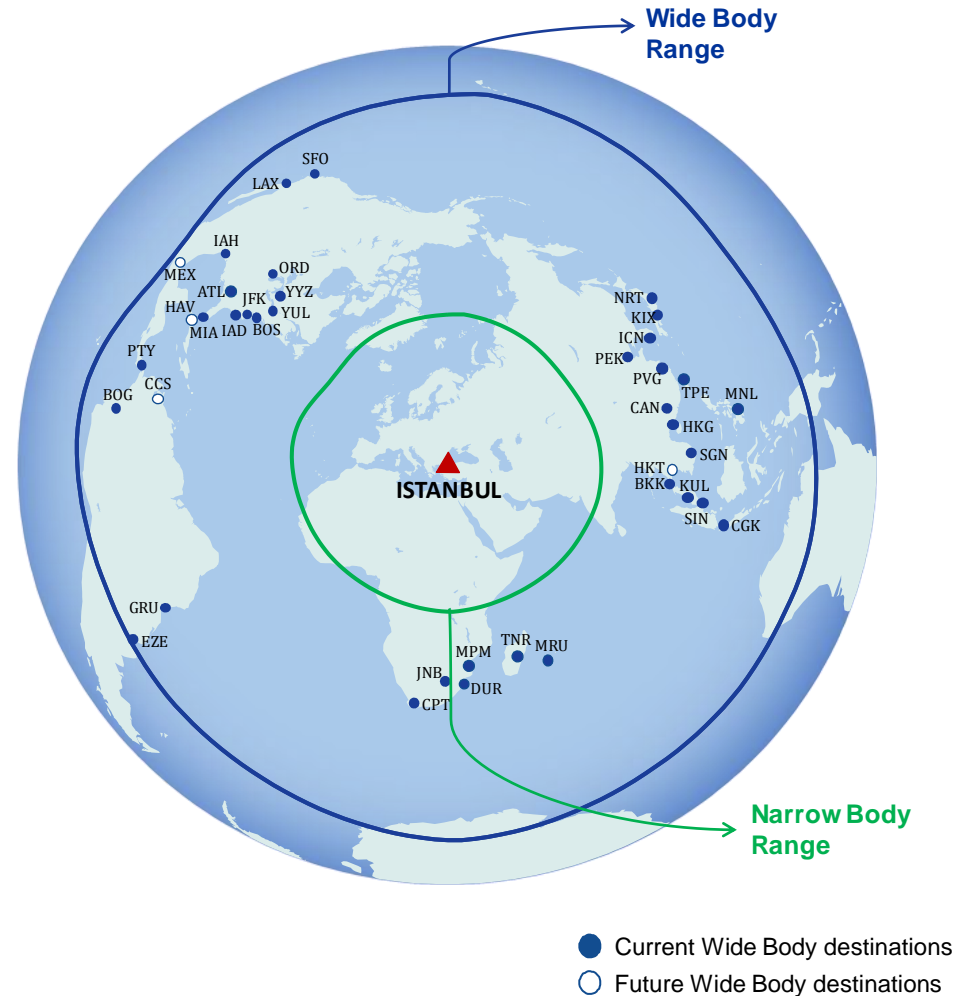 Wide Body
Range
SFO
LAX
IAH
MEX
ORD
ATL
JFK
YYZ
HAV
MIA
IAD
BOS
YUL
PTY
CCS
BOG
NRT
KIX
ICN
PEK
PVG
TPE
MNL
CAN
HKG
SGN
HKT
BKK
KUL
SIN
CGK
ISTANBUL
GRU
EZE
TNR
MRU
MPM
JNB
DUR
CPT
Narrow Body
Range
Current Wide Body destinations
Future Wide Body destinations